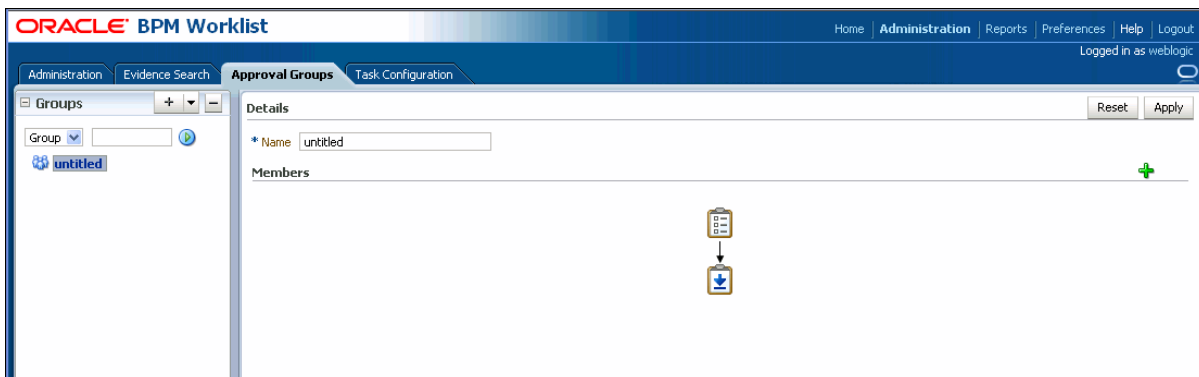 ORACLE BPM Worklist
Home Administration Reports Preferences Help Logout
Logged in as weblogic
Administration Evidence Search Approval Groups Task Configuration
Groups
Details
Reset Apply
Group
* Name untitled
untitled
Members